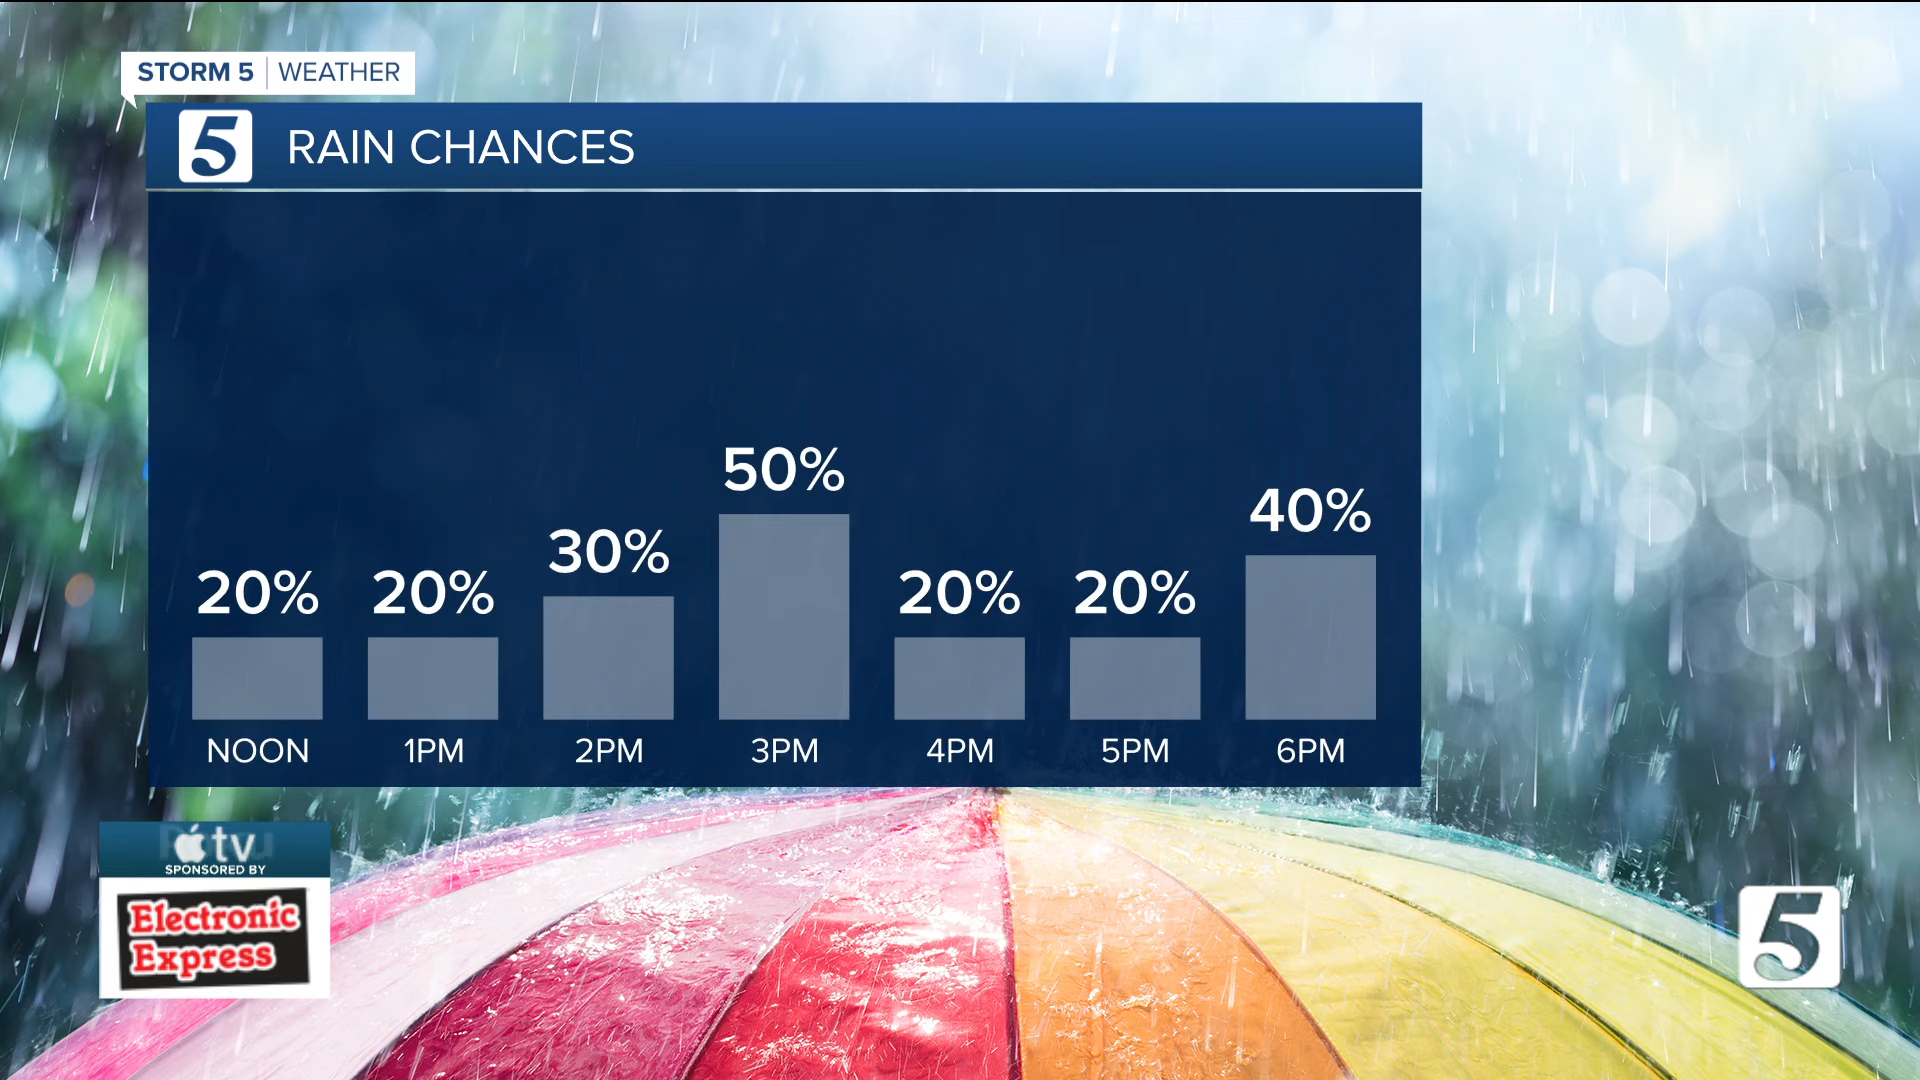 STORM 5 | WEATHER
5 RAIN CHANCES
50%
40%
30%
20% 20% 20% 20%
NOON 1PM 2PM 3PM 4PM 5PM 6PM
tv
SPONSORED BY
Electronic
Express
5